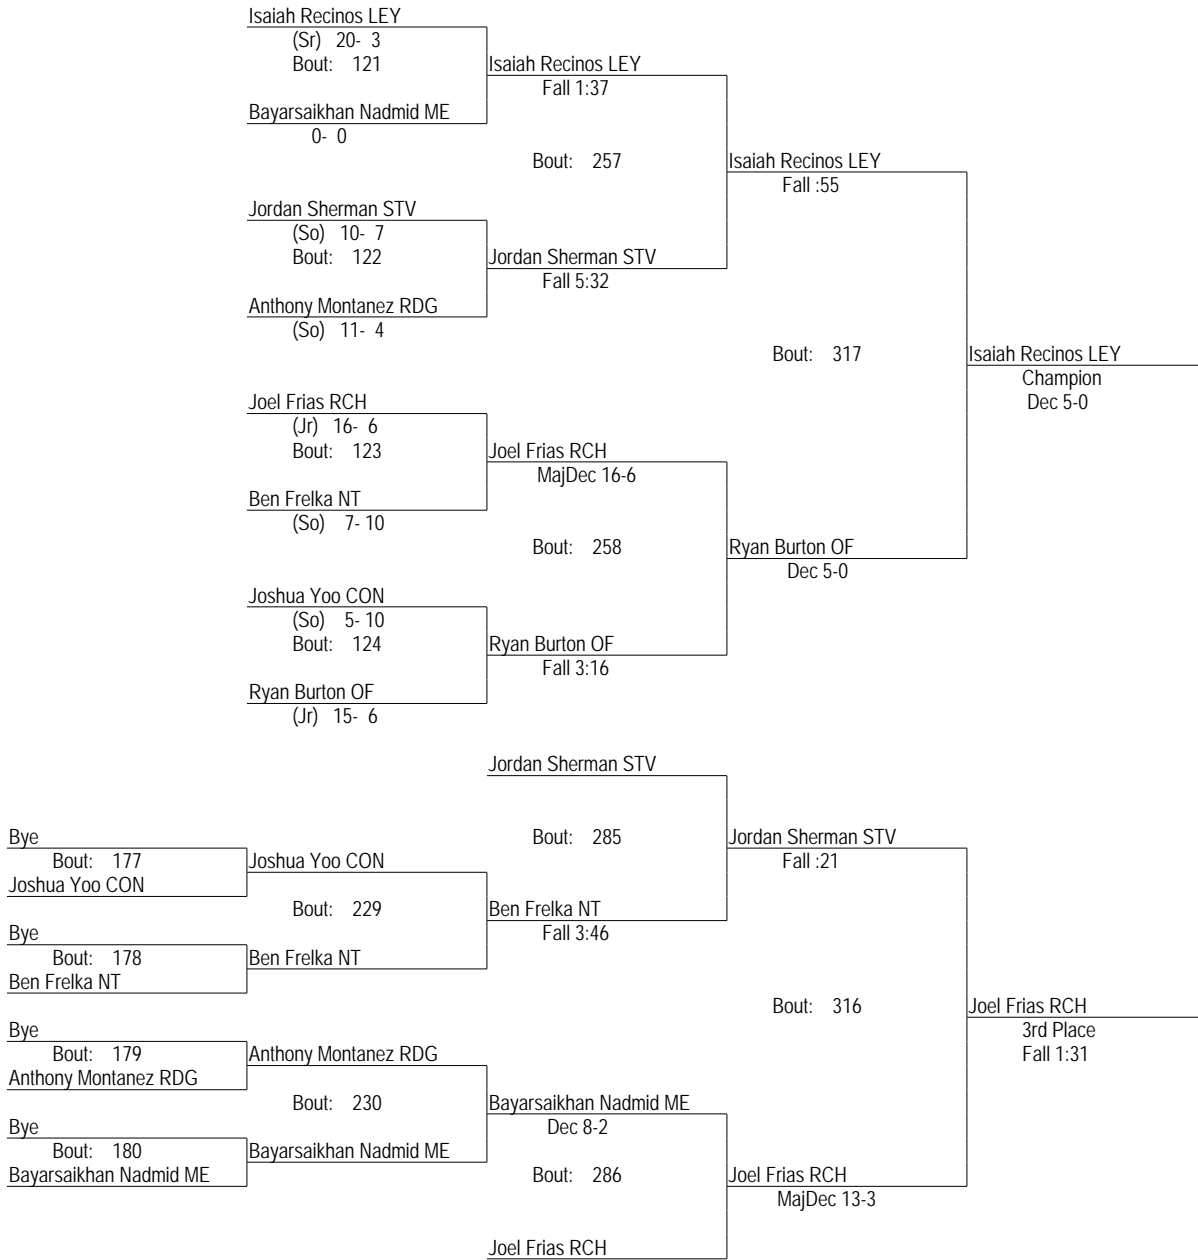 Isaiah Recinos LEY
(Sr) 20- 3
Bout: 121
Isaiah Recinos LEY
Fall 1:37
Bayarsaikhan Nadmid ME
0- 0
Bout: 257
Isaiah Recinos LEY
Fall :55
Jordan Sherman STV
(So) 10- 7
Bout: 122
Jordan Sherman STV
Fall 5:32
Anthony Montanez RDG
(So) 11- 4
Bout: 317
Isaiah Recinos LEY
Champion
Dec 5-0
Joel Frias RCH
(Jr) 16- 6
Bout: 123
Joel Frias RCH
MajDec 16-6
Ben Frelka NT
(So) 7- 10
Bout: 258
Ryan Burton OF
Dec 5-0
Joshua Yoo CON
(So) 5- 10
Bout: 124
Ryan Burton OF
Fall 3:16
Ryan Burton OF
(Jr) 15- 6
Jordan Sherman STV
Bout: 285
Jordan Sherman STV
Fall :21
Bye
Bout: 177
Joshua Yoo CON
Joshua Yoo CON
Bout: 229
Ben Frelka NT
Fall 3:46
Bye
Bout: 178
Ben Frelka NT
Ben Frelka NT
Bout: 316
Joel Frias RCH
3rd Place
Fall 1:31
Bye
Bout: 179
Anthony Montanez RDG
Anthony Montanez RDG
Bout: 230
Bayarsaikhan Nadmid ME
Dec 8-2
Bye
Bout: 180
Bayarsaikhan Nadmid ME
Bayarsaikhan Nadmid ME
Bout: 286
Joel Frias RCH
MajDec 13-3
Joel Frias RCH